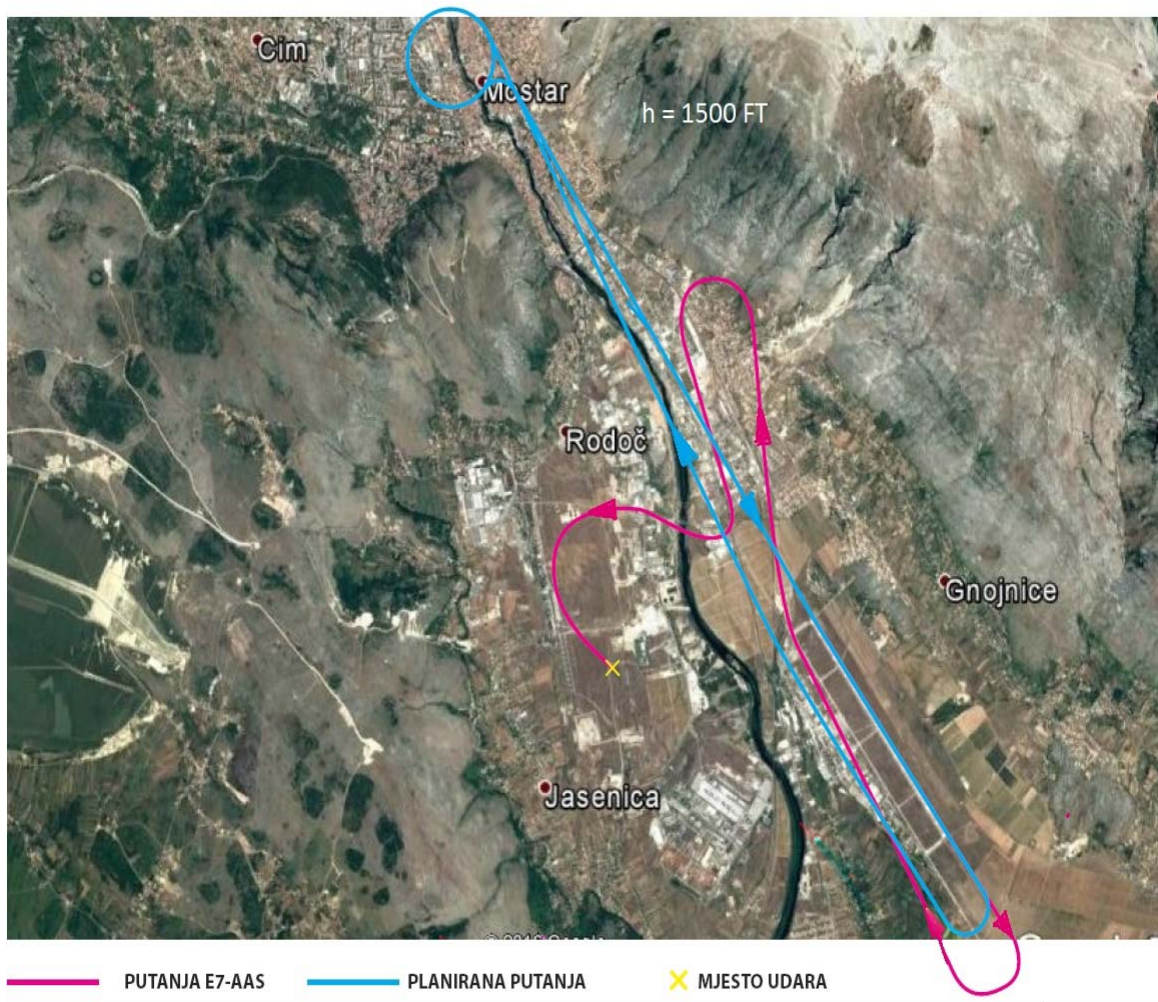 Cim
Mostar
h = 1500 FT
Rodoč
Gnojnice
Jasenica
PUTANJA E7-AAS PLANIRANA PUTANJA MJESTO UDARA